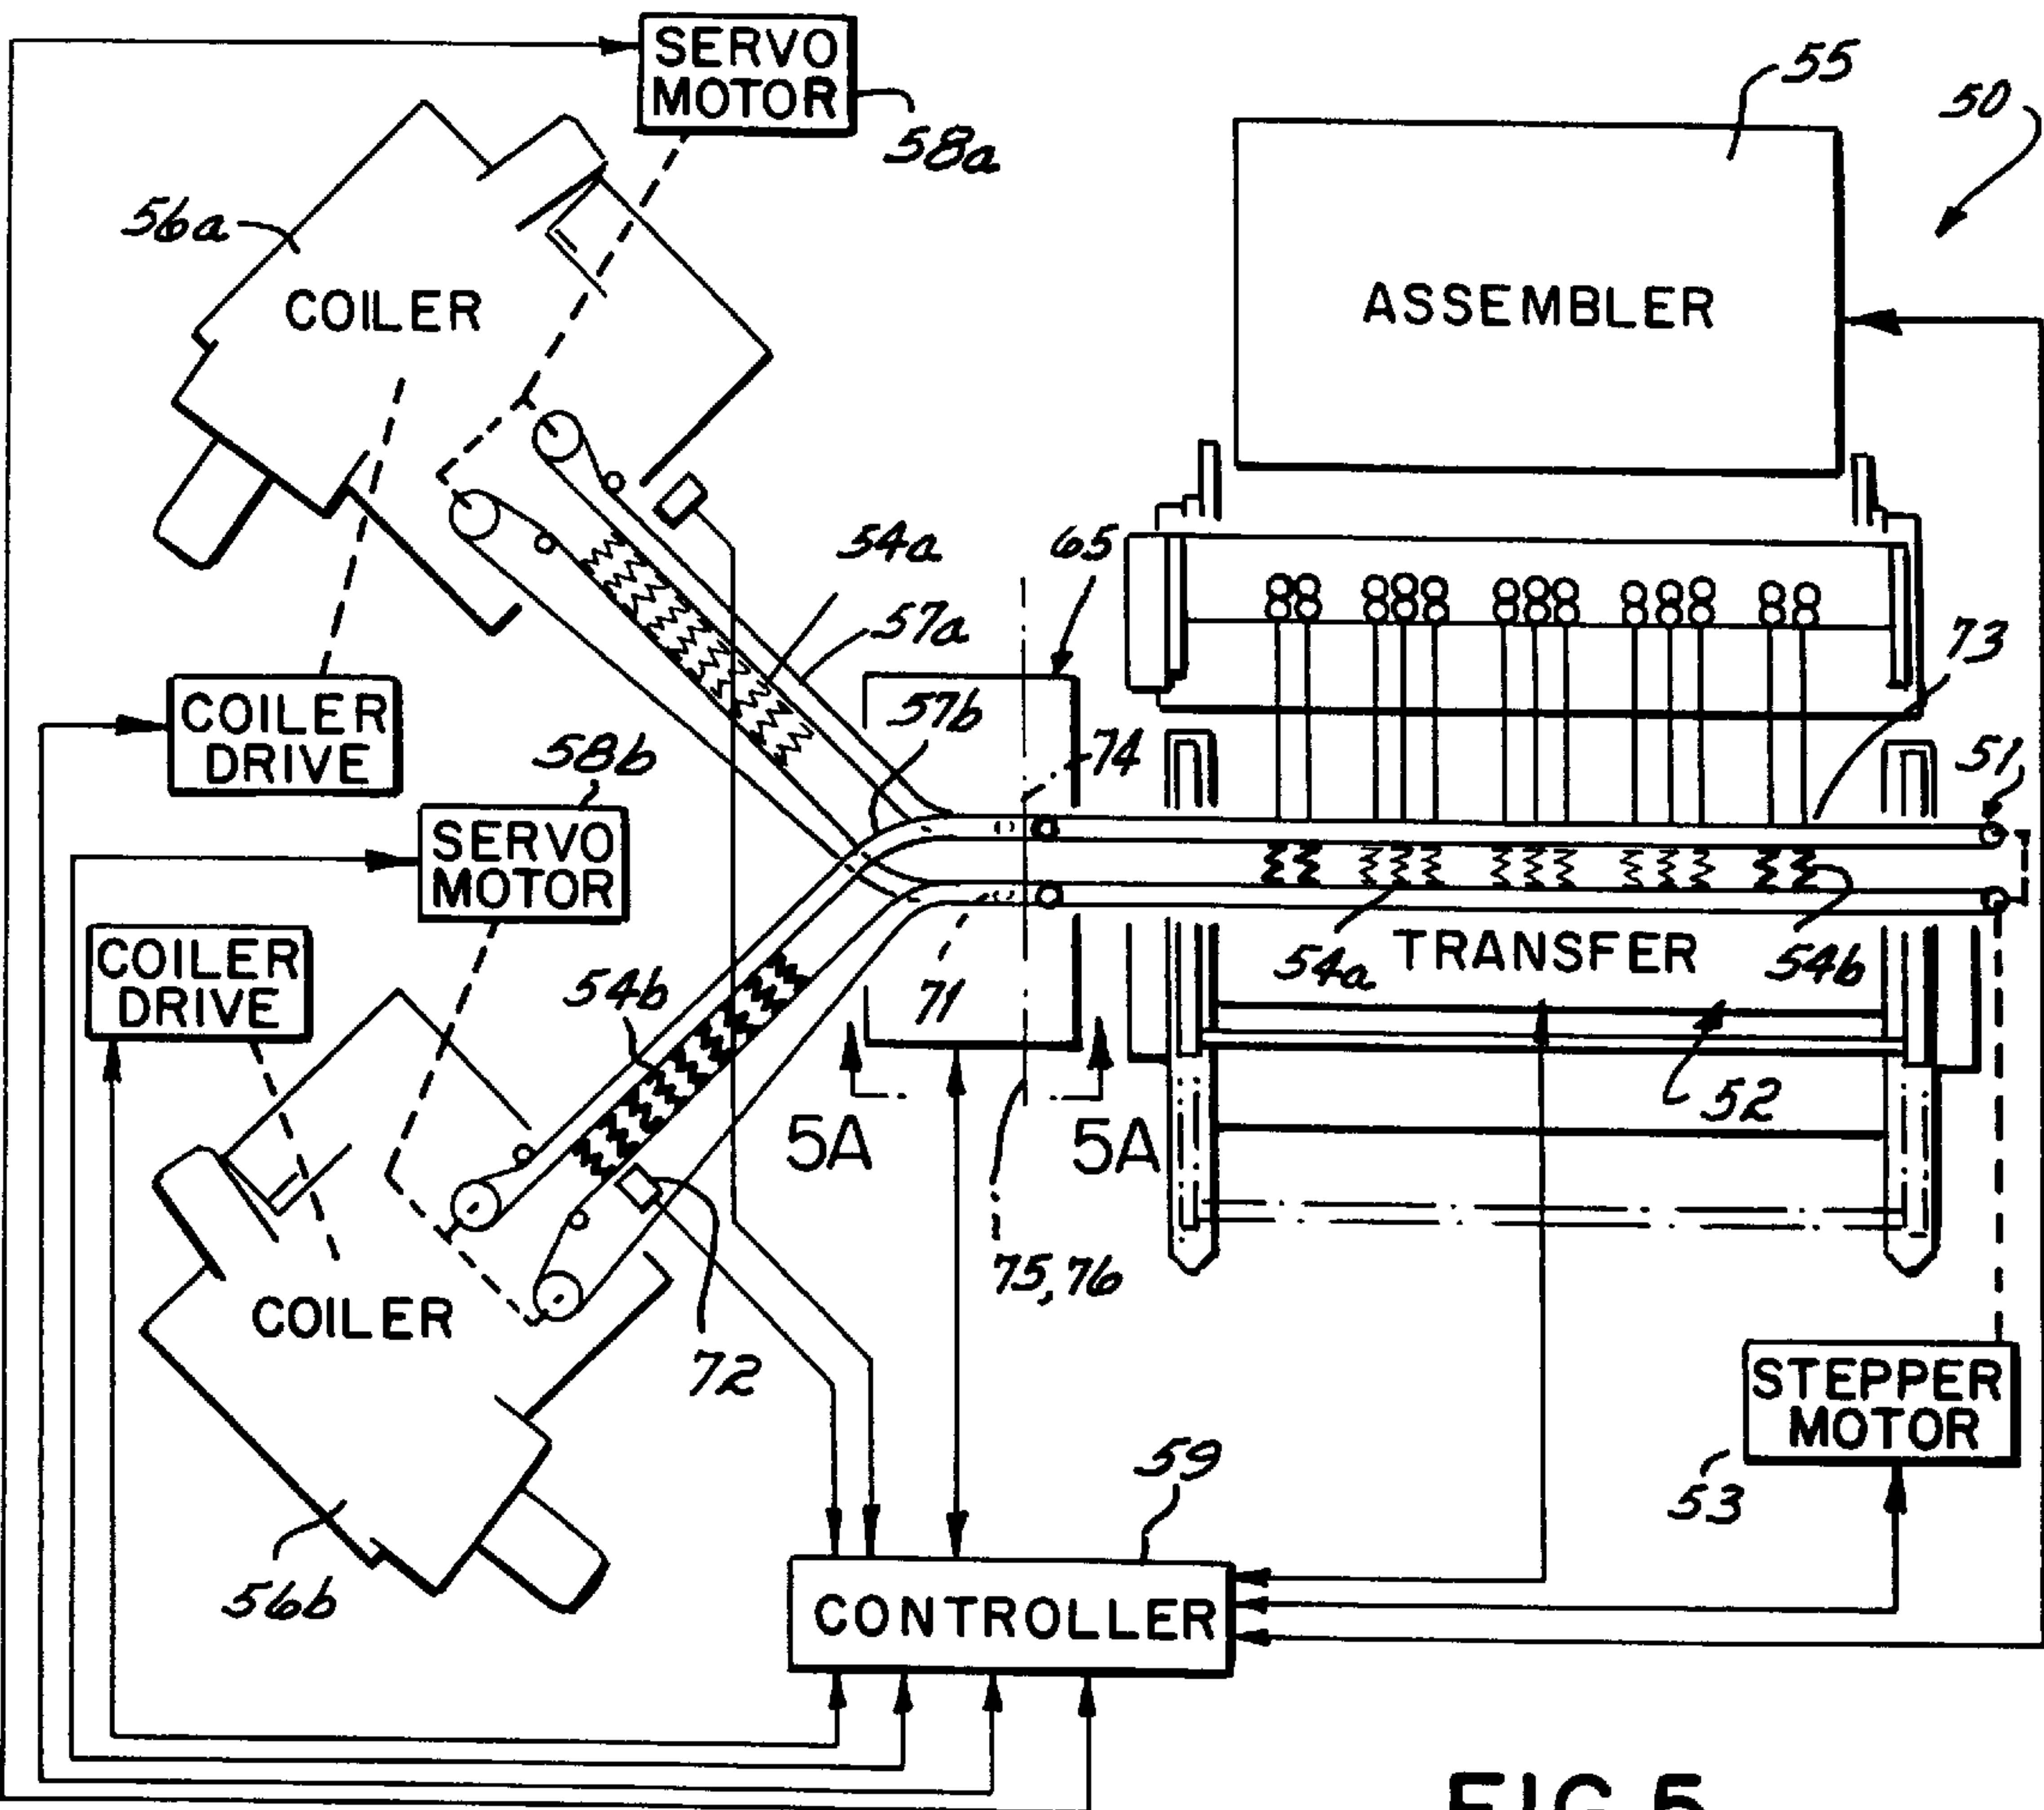 SERVO
MOTOR
58a
55
50
56a
COILER
ASSEMBLER
54a
65
57a
73
COILER
DRIVE
57b
58b
74
51
SERVO
MOTOR
COILER
DRIVE
54b
71
54a
TRANSFER
54b
52
5A
5A
75, 76
COILER
72
STEPPER
MOTOR
53
59
56b
CONTROLLER
FIG.5